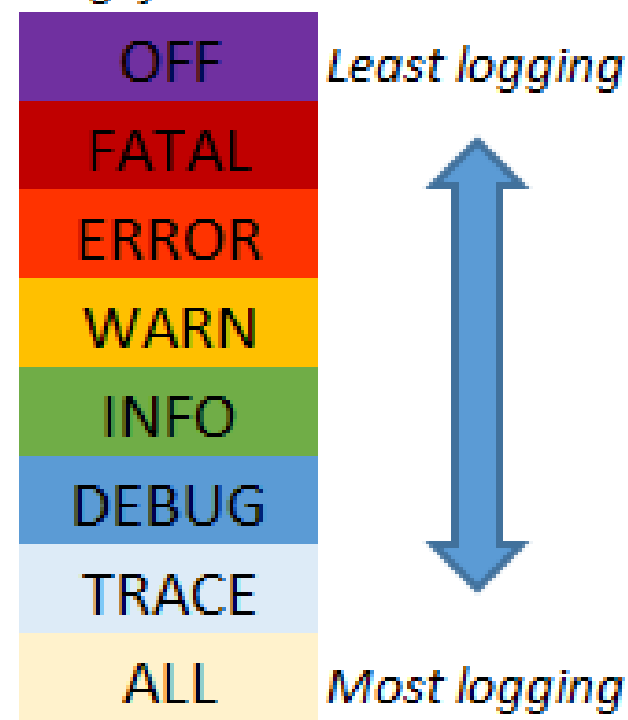 OFF Least logging
FATAL
ERROR
WARN
INFO
DEBUG
TRACE
ALL Most logging